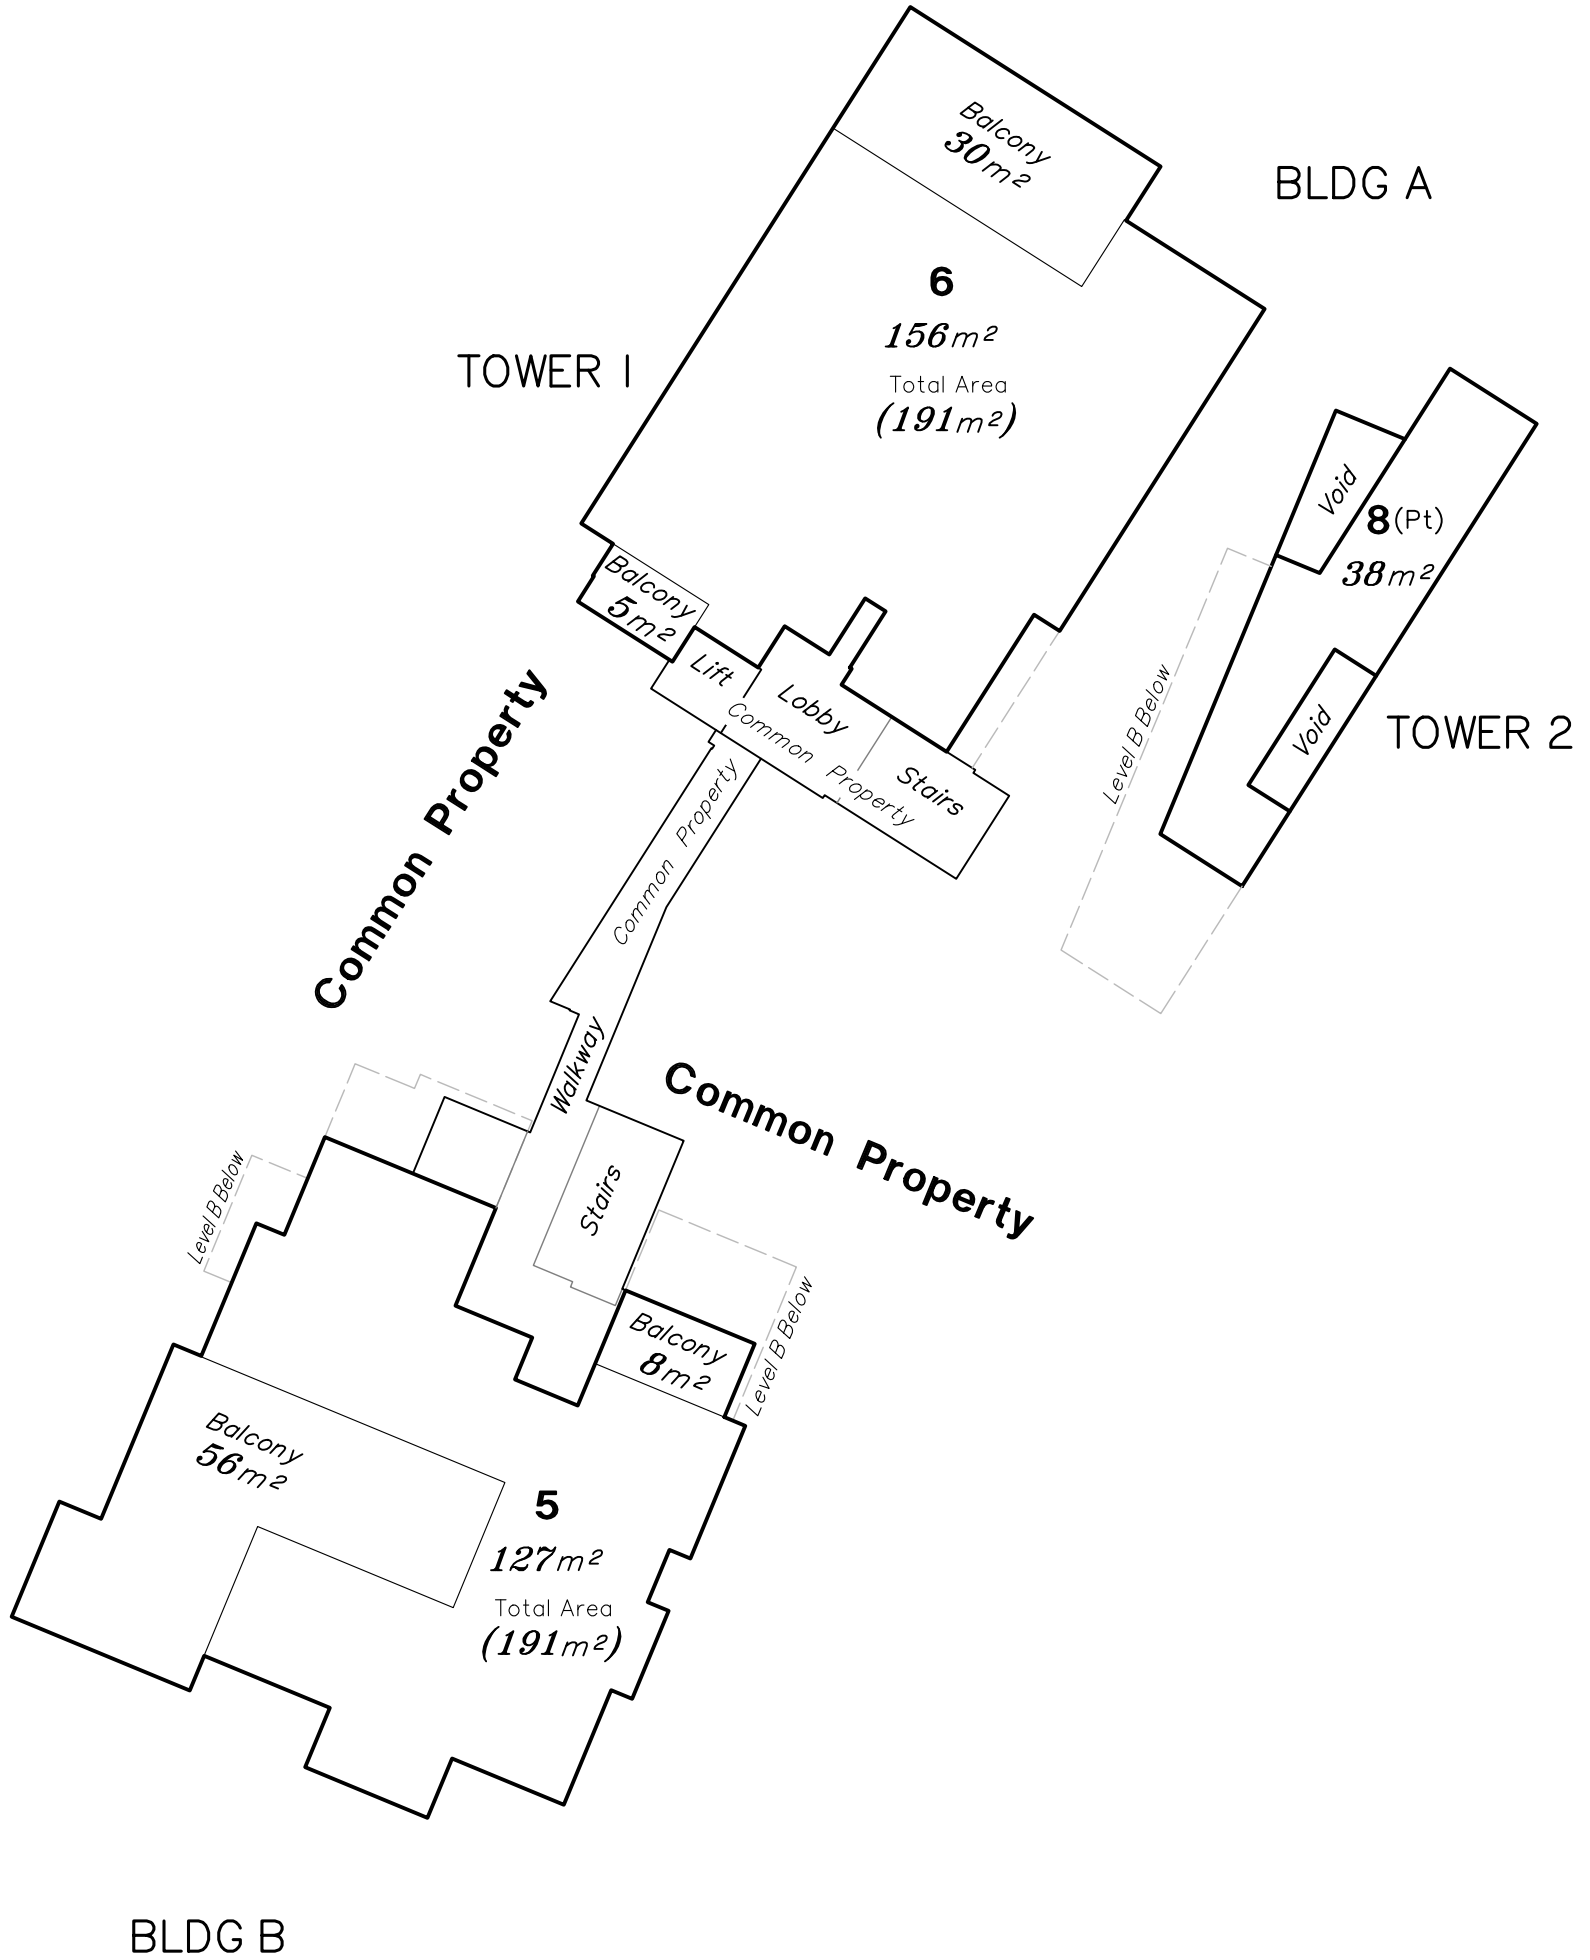 Balcony
30m²
BLDG A
6
156m²
Total Area
(191m²)
TOWER 1
Void
8(Pt)
38m²
Balcony
5m²
Lift
Lobby
Common Property
Stairs
Level B Below
Void
TOWER 2
Common Property
Common Property
Walkway
Common Property
Stairs
Level B Below
Balcony
8m²
Level B Below
Balcony
56m²
5
127m²
Total Area
(191m²)
BLDG B